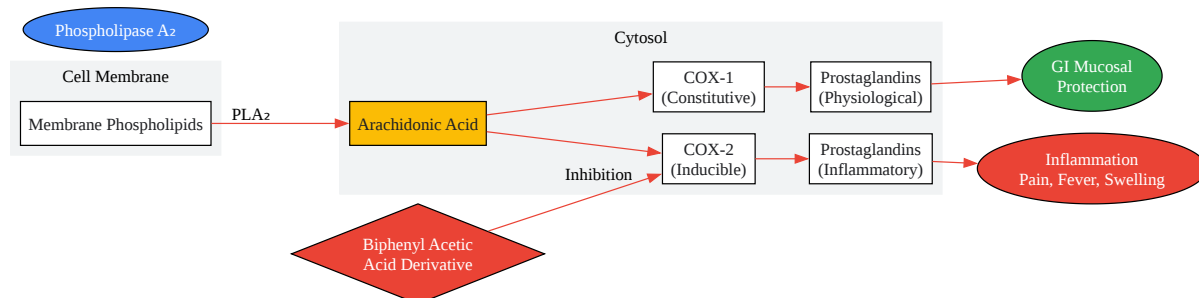 Phospholipase A₂
Cell Membrane
Membrane Phospholipids
PLA₂
Cytosol
Arachidonic Acid
COX-1
(Constitutive)
Prostaglandins
(Physiological)
GI Mucosal
Protection
COX-2
(Inducible)
Prostaglandins
(Inflammatory)
Inflammation
Pain, Fever, Swelling
Inhibition
Biphenyl Acetic
Acid Derivative